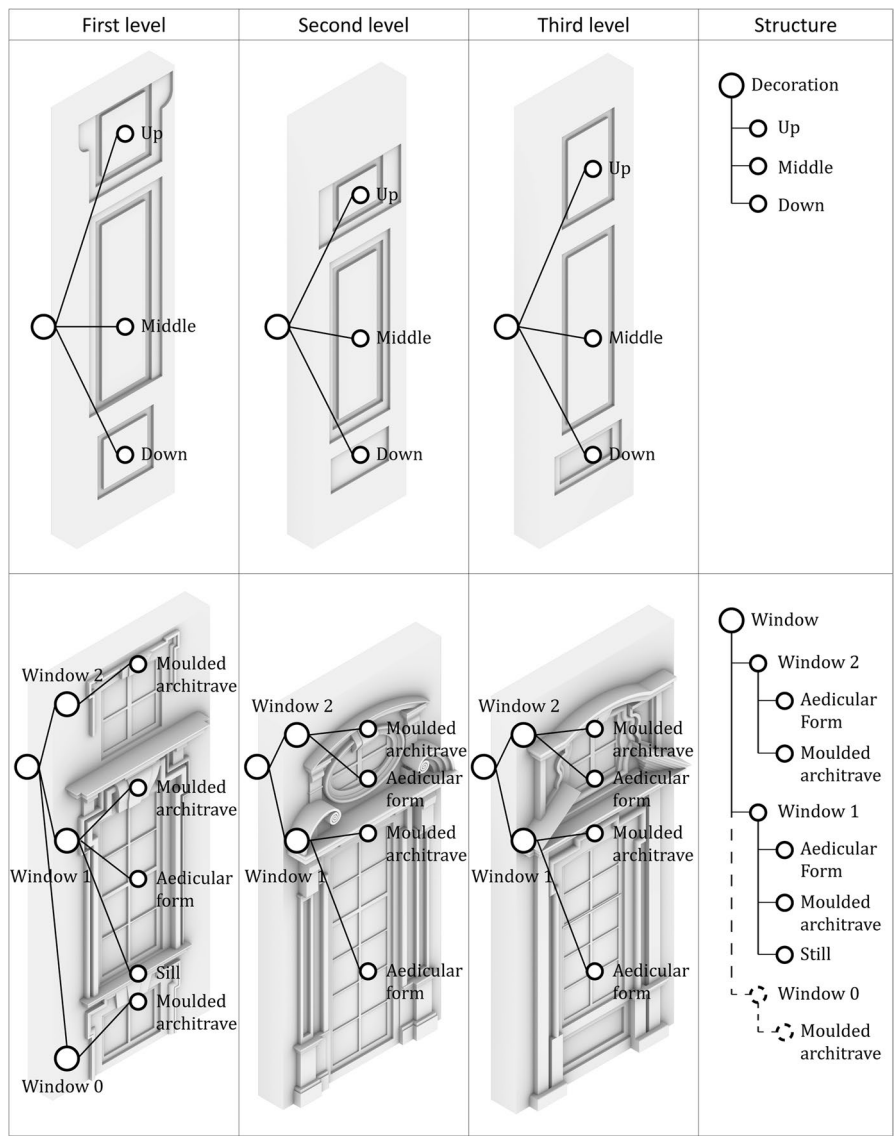 First level
Second level
Third level
Structure
Up
Middle
Down
Up
Middle
Down
Up
Middle
Down
Decoration
Up
Middle
Down
Window 2
Moulded
architrave
Moulded
architrave
Window 1
Aedicular
form
Sill
Moulded
architrave
Window 0
Window 2
Moulded
architrave
Aedicular
form
Moulded
architrave
Window 1
Aedicular
form
Window 2
Moulded
architrave
Aedicular
form
Moulded
architrave
Window 1
Aedicular
form
Window
Window 2
Aedicular
Form
Moulded
architrave
Window 1
Aedicular
Form
Moulded
architrave
Still
Window 0
Moulded
architrave